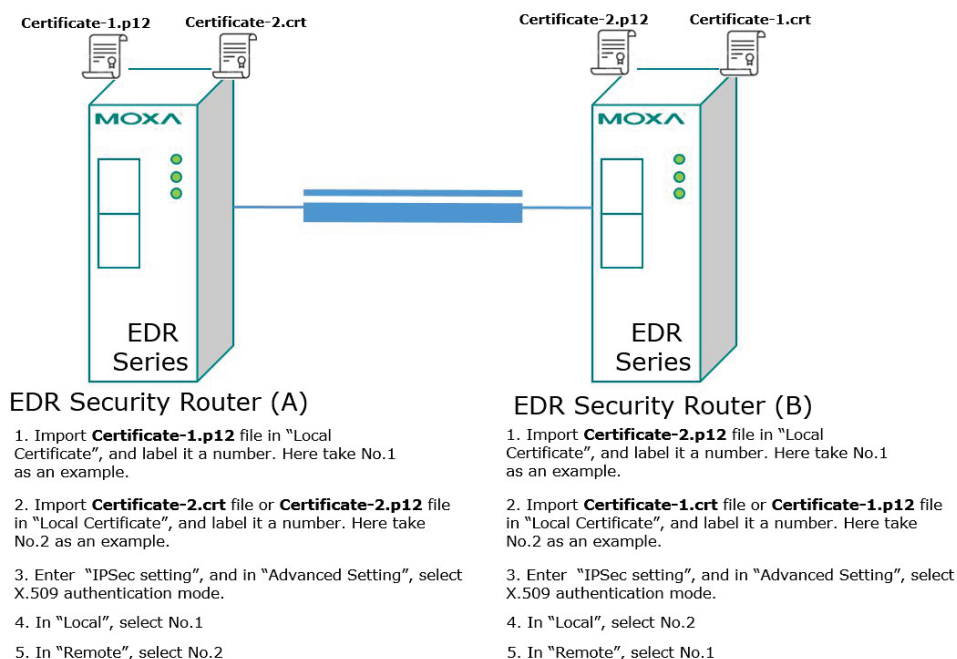 Certificate-1.p12
Certificate-2.crt
MOXA
EDR
Series
EDR Security Router (A)
1. Import Certificate-1.p12 file in “Local
Certificate”, and label it a number. Here take No.1
as an example.
2. Import Certificate-2.crt file or Certificate-2.p12 file
in “Local Certificate”, and label it a number. Here take
No.2 as an example.
3. Enter “IPSec setting”, and in “Advanced Setting”, select
X.509 authentication mode.
4. In “Local”, select No.1
5. In “Remote”, select No.2
Certificate-2.p12
Certificate-1.crt
MOXA
EDR
Series
EDR Security Router (B)
1. Import Certificate-2.p12 file in “Local
Certificate”, and label it a number. Here take No.1
as an example.
2. Import Certificate-1.crt file or Certificate-1.p12 file
in “Local Certificate”, and label it a number. Here take
No.2 as an example.
3. Enter “IPSec setting”, and in “Advanced Setting”, select
X.509 authentication mode.
4. In “Local”, select No.2
5. In “Remote”, select No.1